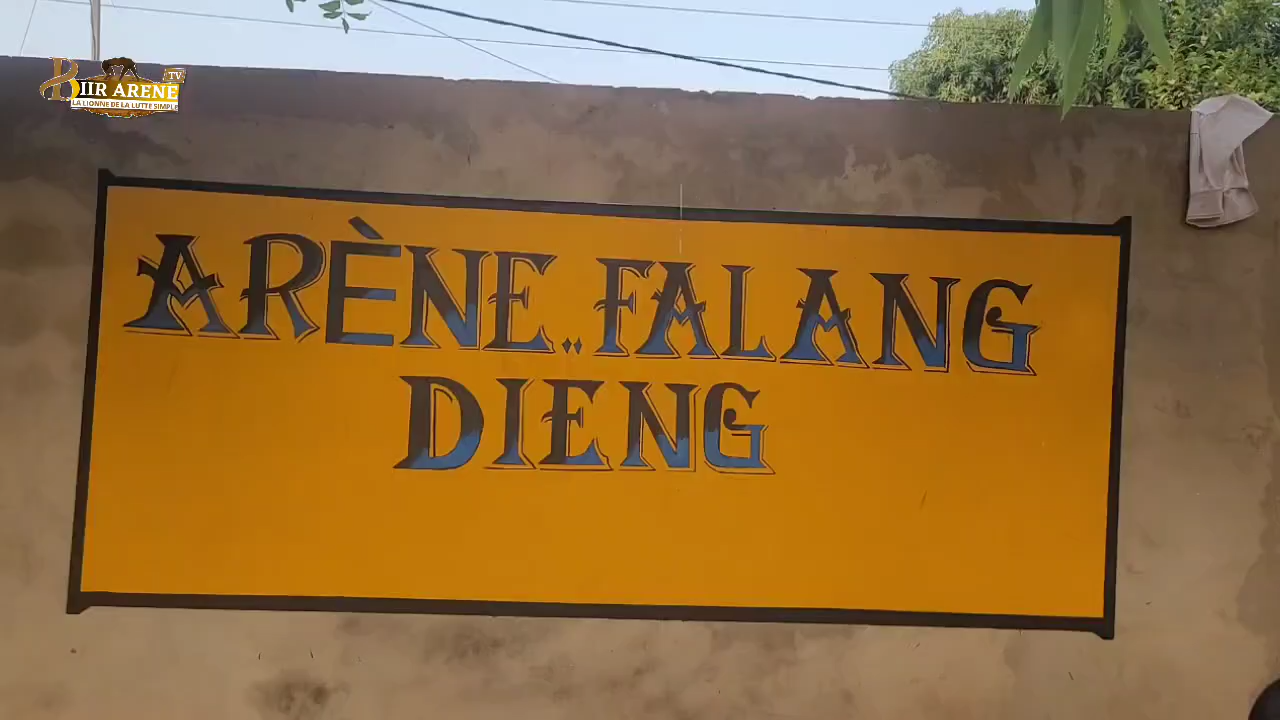 BIIR ARENE TV
LA LIONNE DE LA LUTTE SIMPLE
ARÈNE.. FALANG
DIENG